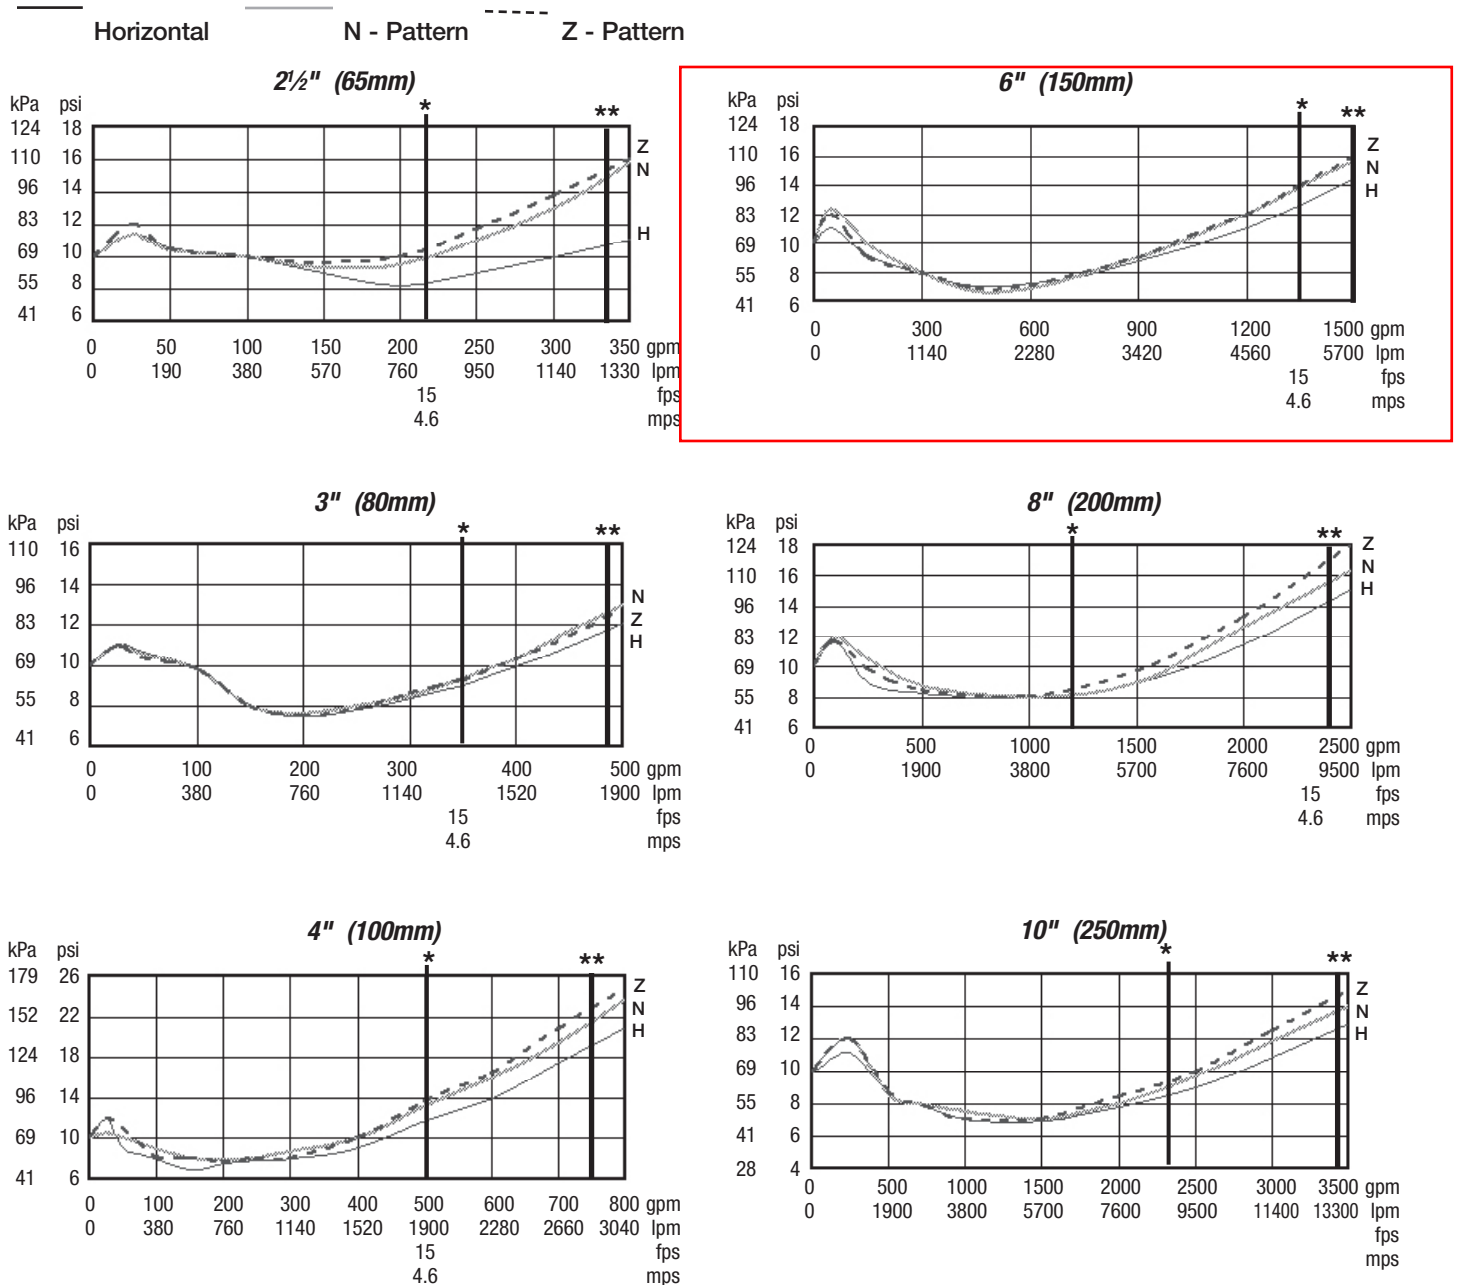 Horizontal N - Pattern Z - Pattern
2½" (65mm)
kPa psi
* **
124 18
110 16
96 14
83 12
69 10
55 8
41 6
Z
N
H
0 50 100 150 200 250 300 350 gpm
0 190 380 570 760 950 1140 1330 lpm
15 fps
4.6 mps
6" (150mm)
kPa psi
* **
124 18
110 16
96 14
83 12
69 10
55 8
41 6
Z
N
H
0 300 600 900 1200 1500 gpm
0 1140 2280 3420 4560 5700 lpm
15 fps
4.6 mps
3" (80mm)
kPa psi
* **
110 16
96 14
83 12
69 10
55 8
41 6
N
Z
H
0 100 200 300 400 500 gpm
0 380 760 1140 1520 1900 lpm
15 fps
4.6 mps
8" (200mm)
kPa psi
* **
124 18
110 16
96 14
83 12
69 10
55 8
41 6
Z
N
H
0 500 1000 1500 2000 2500 gpm
0 1900 3800 5700 7600 9500 lpm
15 fps
4.6 mps
4" (100mm)
kPa psi
* **
179 26
152 22
124 18
96 14
69 10
41 6
Z
N
H
0 100 200 300 400 500 600 700 800 gpm
0 380 760 1140 1520 1900 2280 2660 3040 lpm
15 fps
4.6 mps
10" (250mm)
kPa psi
* **
110 16
96 14
83 12
69 10
55 8
41 6
28 4
Z
N
H
0 500 1000 1500 2000 2500 3000 3500 gpm
0 1900 3800 5700 7600 9500 11400 13300 lpm
fps
mps